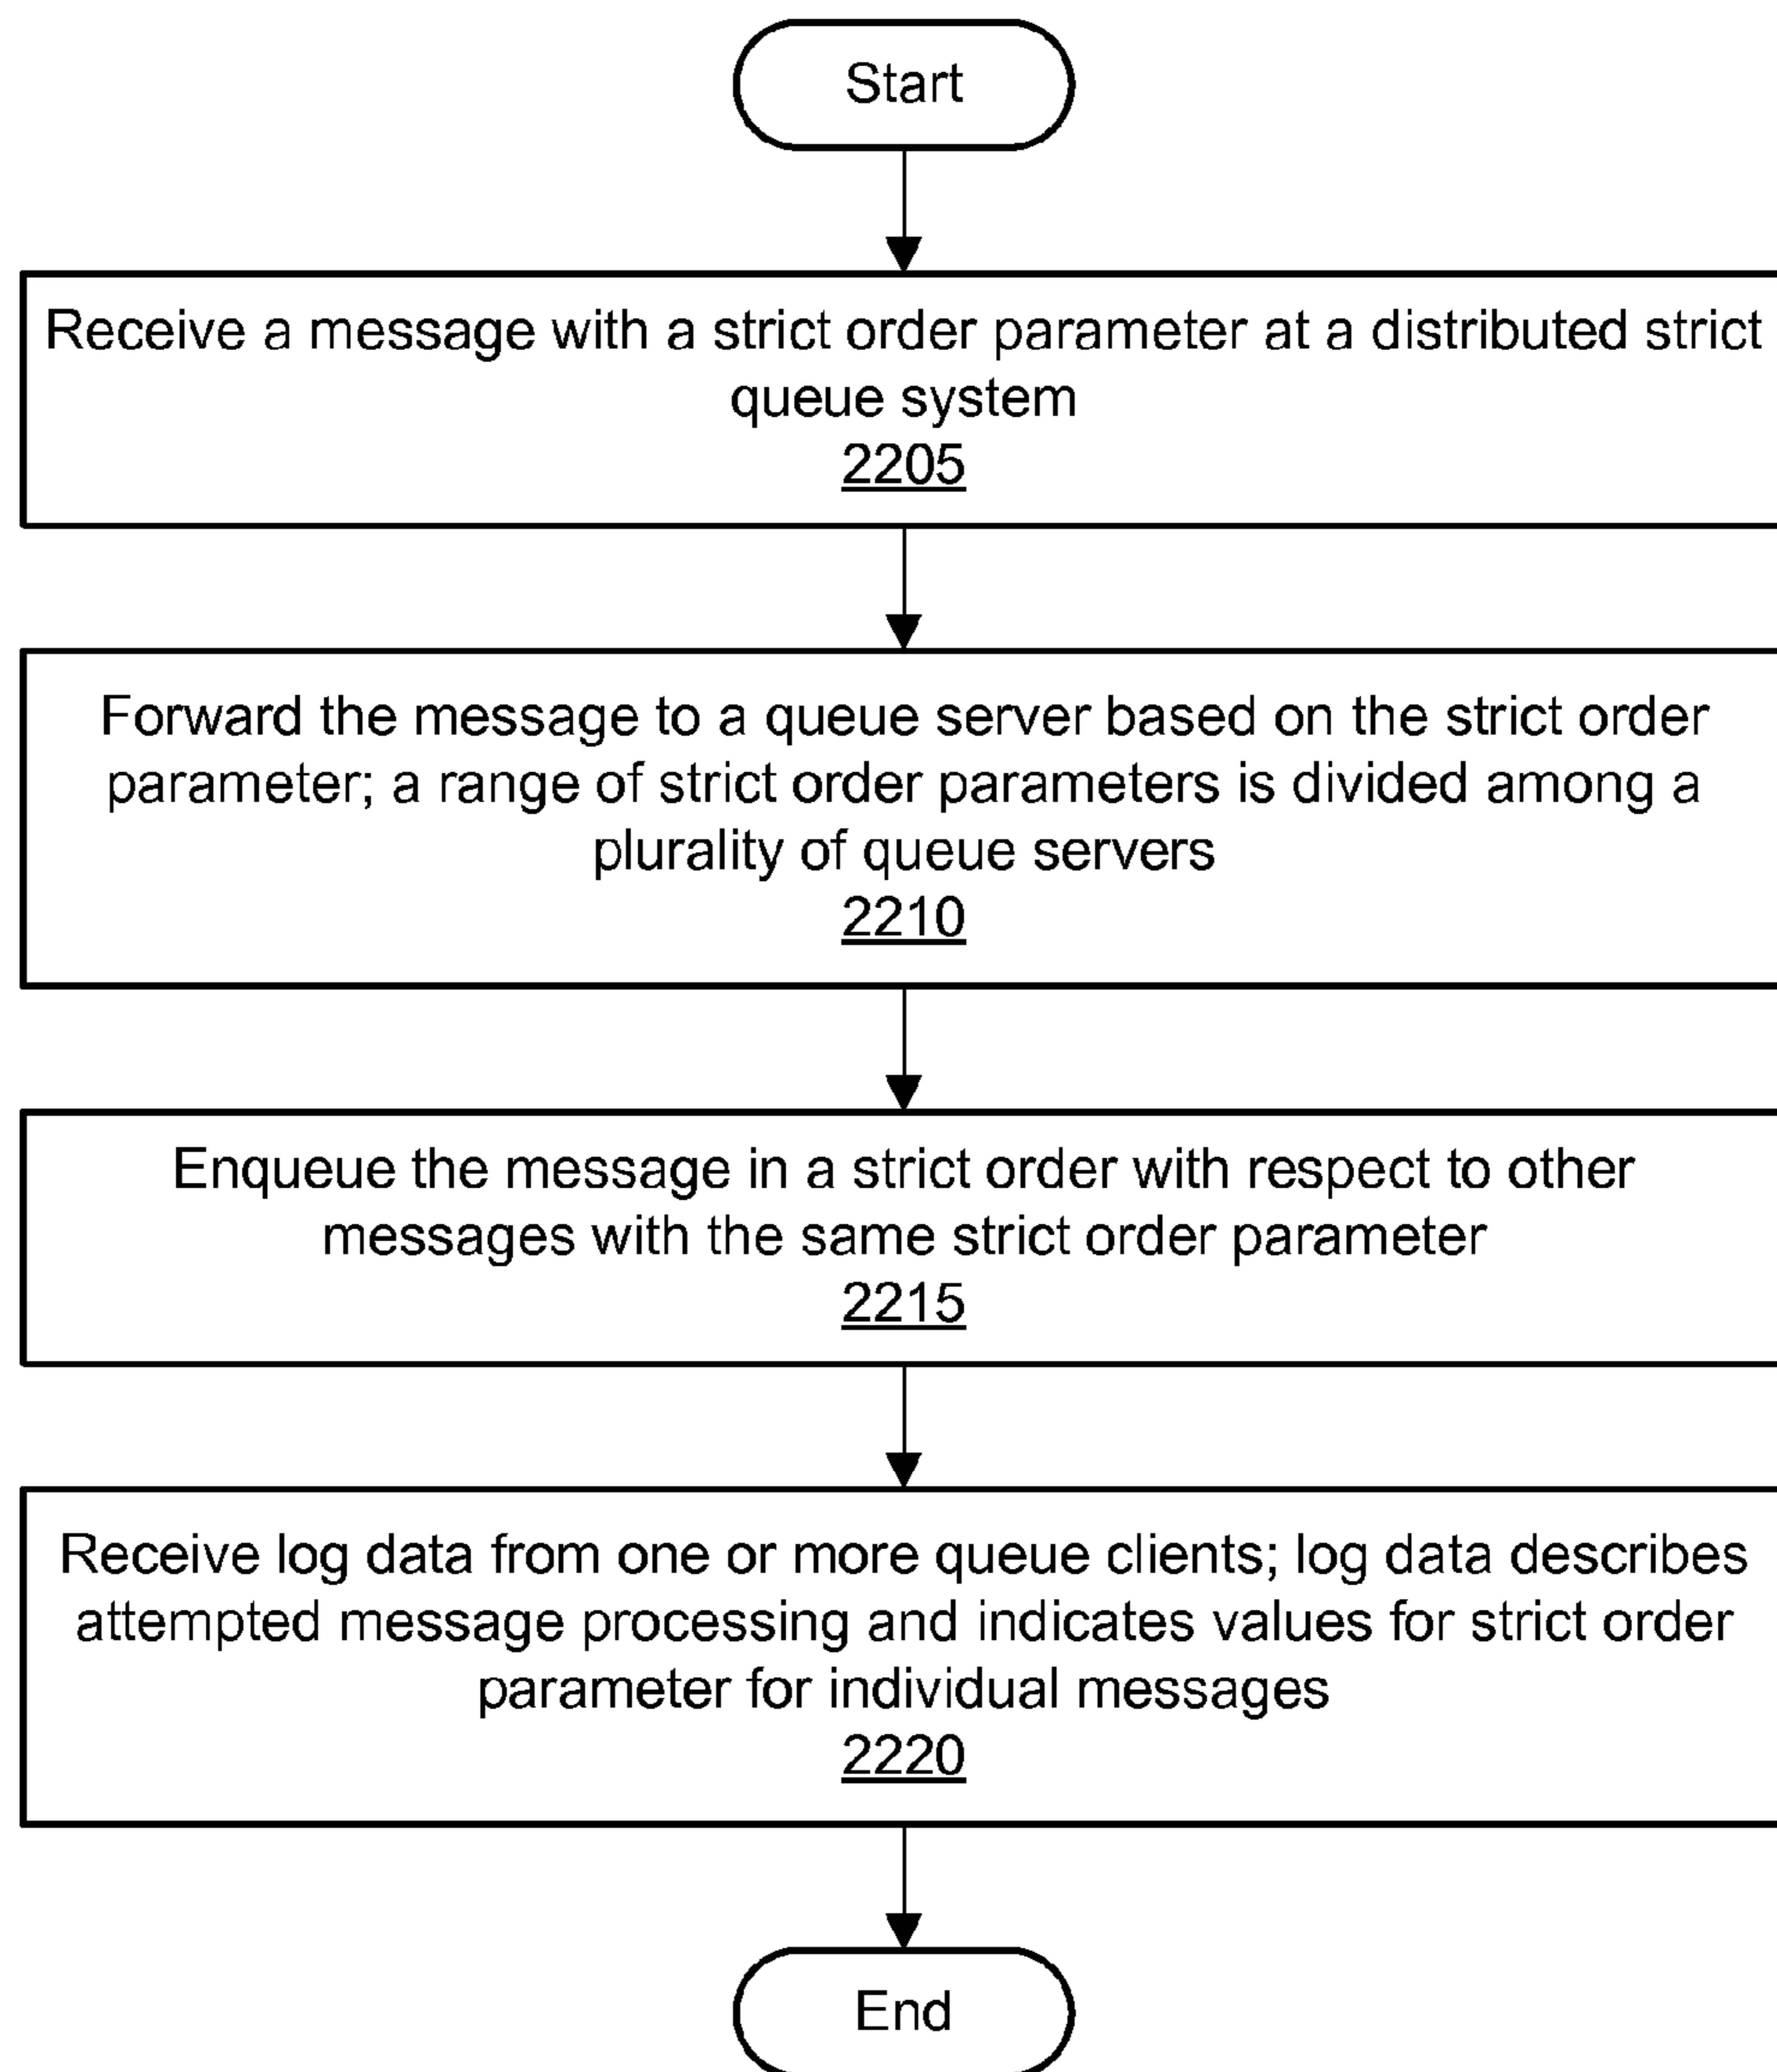 Start
Receive a message with a strict order parameter at a distributed strict
queue system
2205
Forward the message to a queue server based on the strict order
parameter; a range of strict order parameters is divided among a
plurality of queue servers
2210
Enqueue the message in a strict order with respect to other
messages with the same strict order parameter
2215
Receive log data from one or more queue clients; log data describes
attempted message processing and indicates values for strict order
parameter for individual messages
2220
End